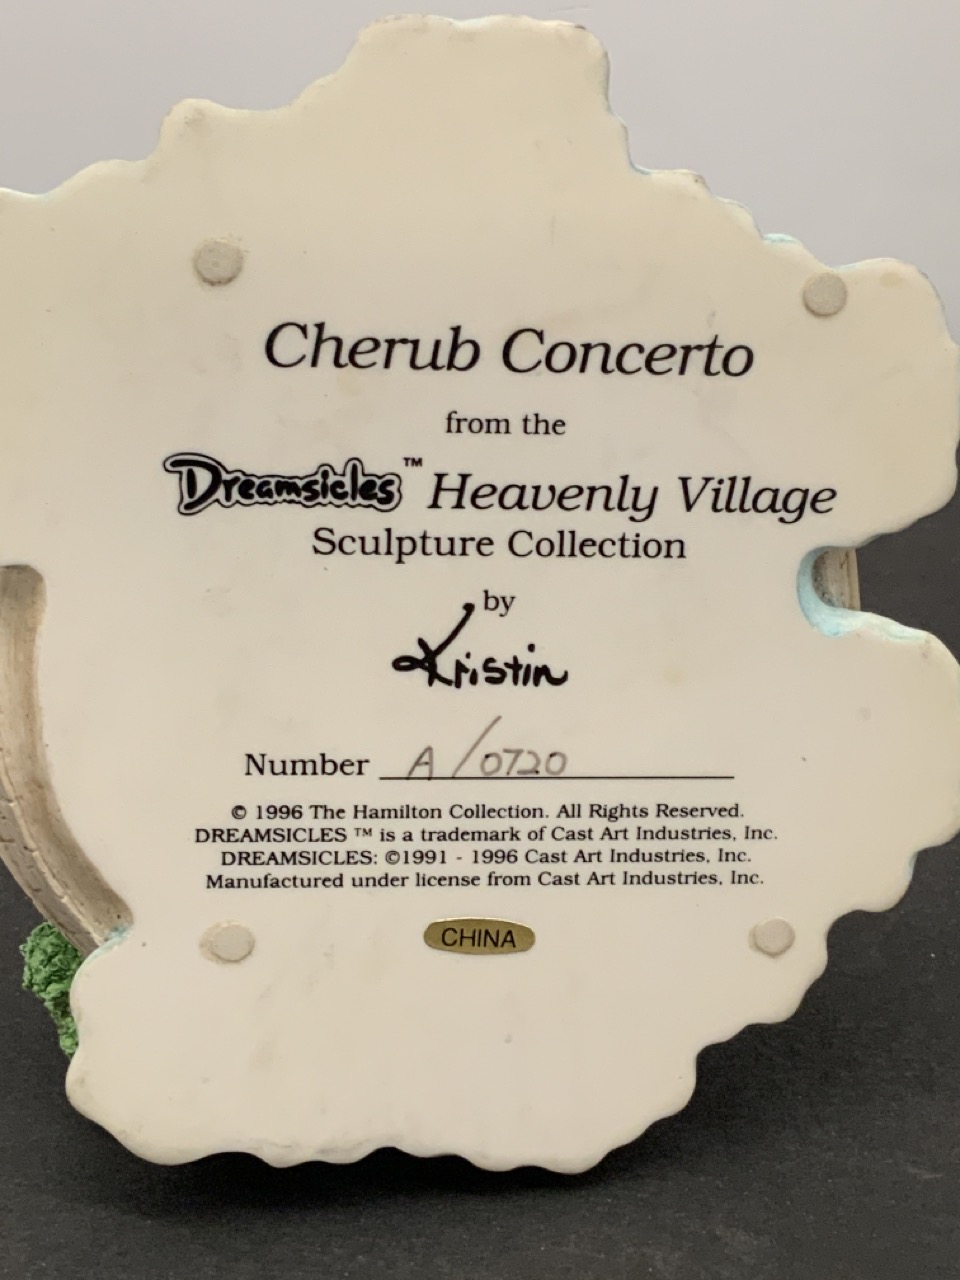 Cherub Concerto
from the
Dreamsicles™ Heavenly Village
Sculpture Collection
by
Kristin
Number A/0720
© 1996 The Hamilton Collection. All Rights Reserved.
DREAMSICLES ™ is a trademark of Cast Art Industries, Inc.
DREAMSICLES: ©1991 - 1996 Cast Art Industries, Inc.
Manufactured under license from Cast Art Industries, Inc.
CHINA